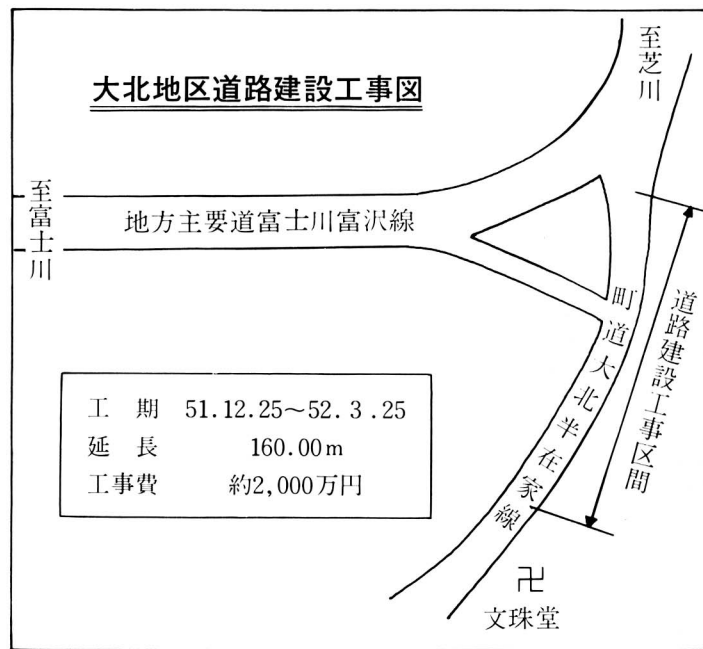 大北地区道路建設工事図
至芝川
至富士川
地方主要道富士川富沢線
町道大北半在家線
道路建設工事区間
工期 51.12.25～52.3.25
延長 160.00m
工事費 約2,000万円
卍
文珠堂